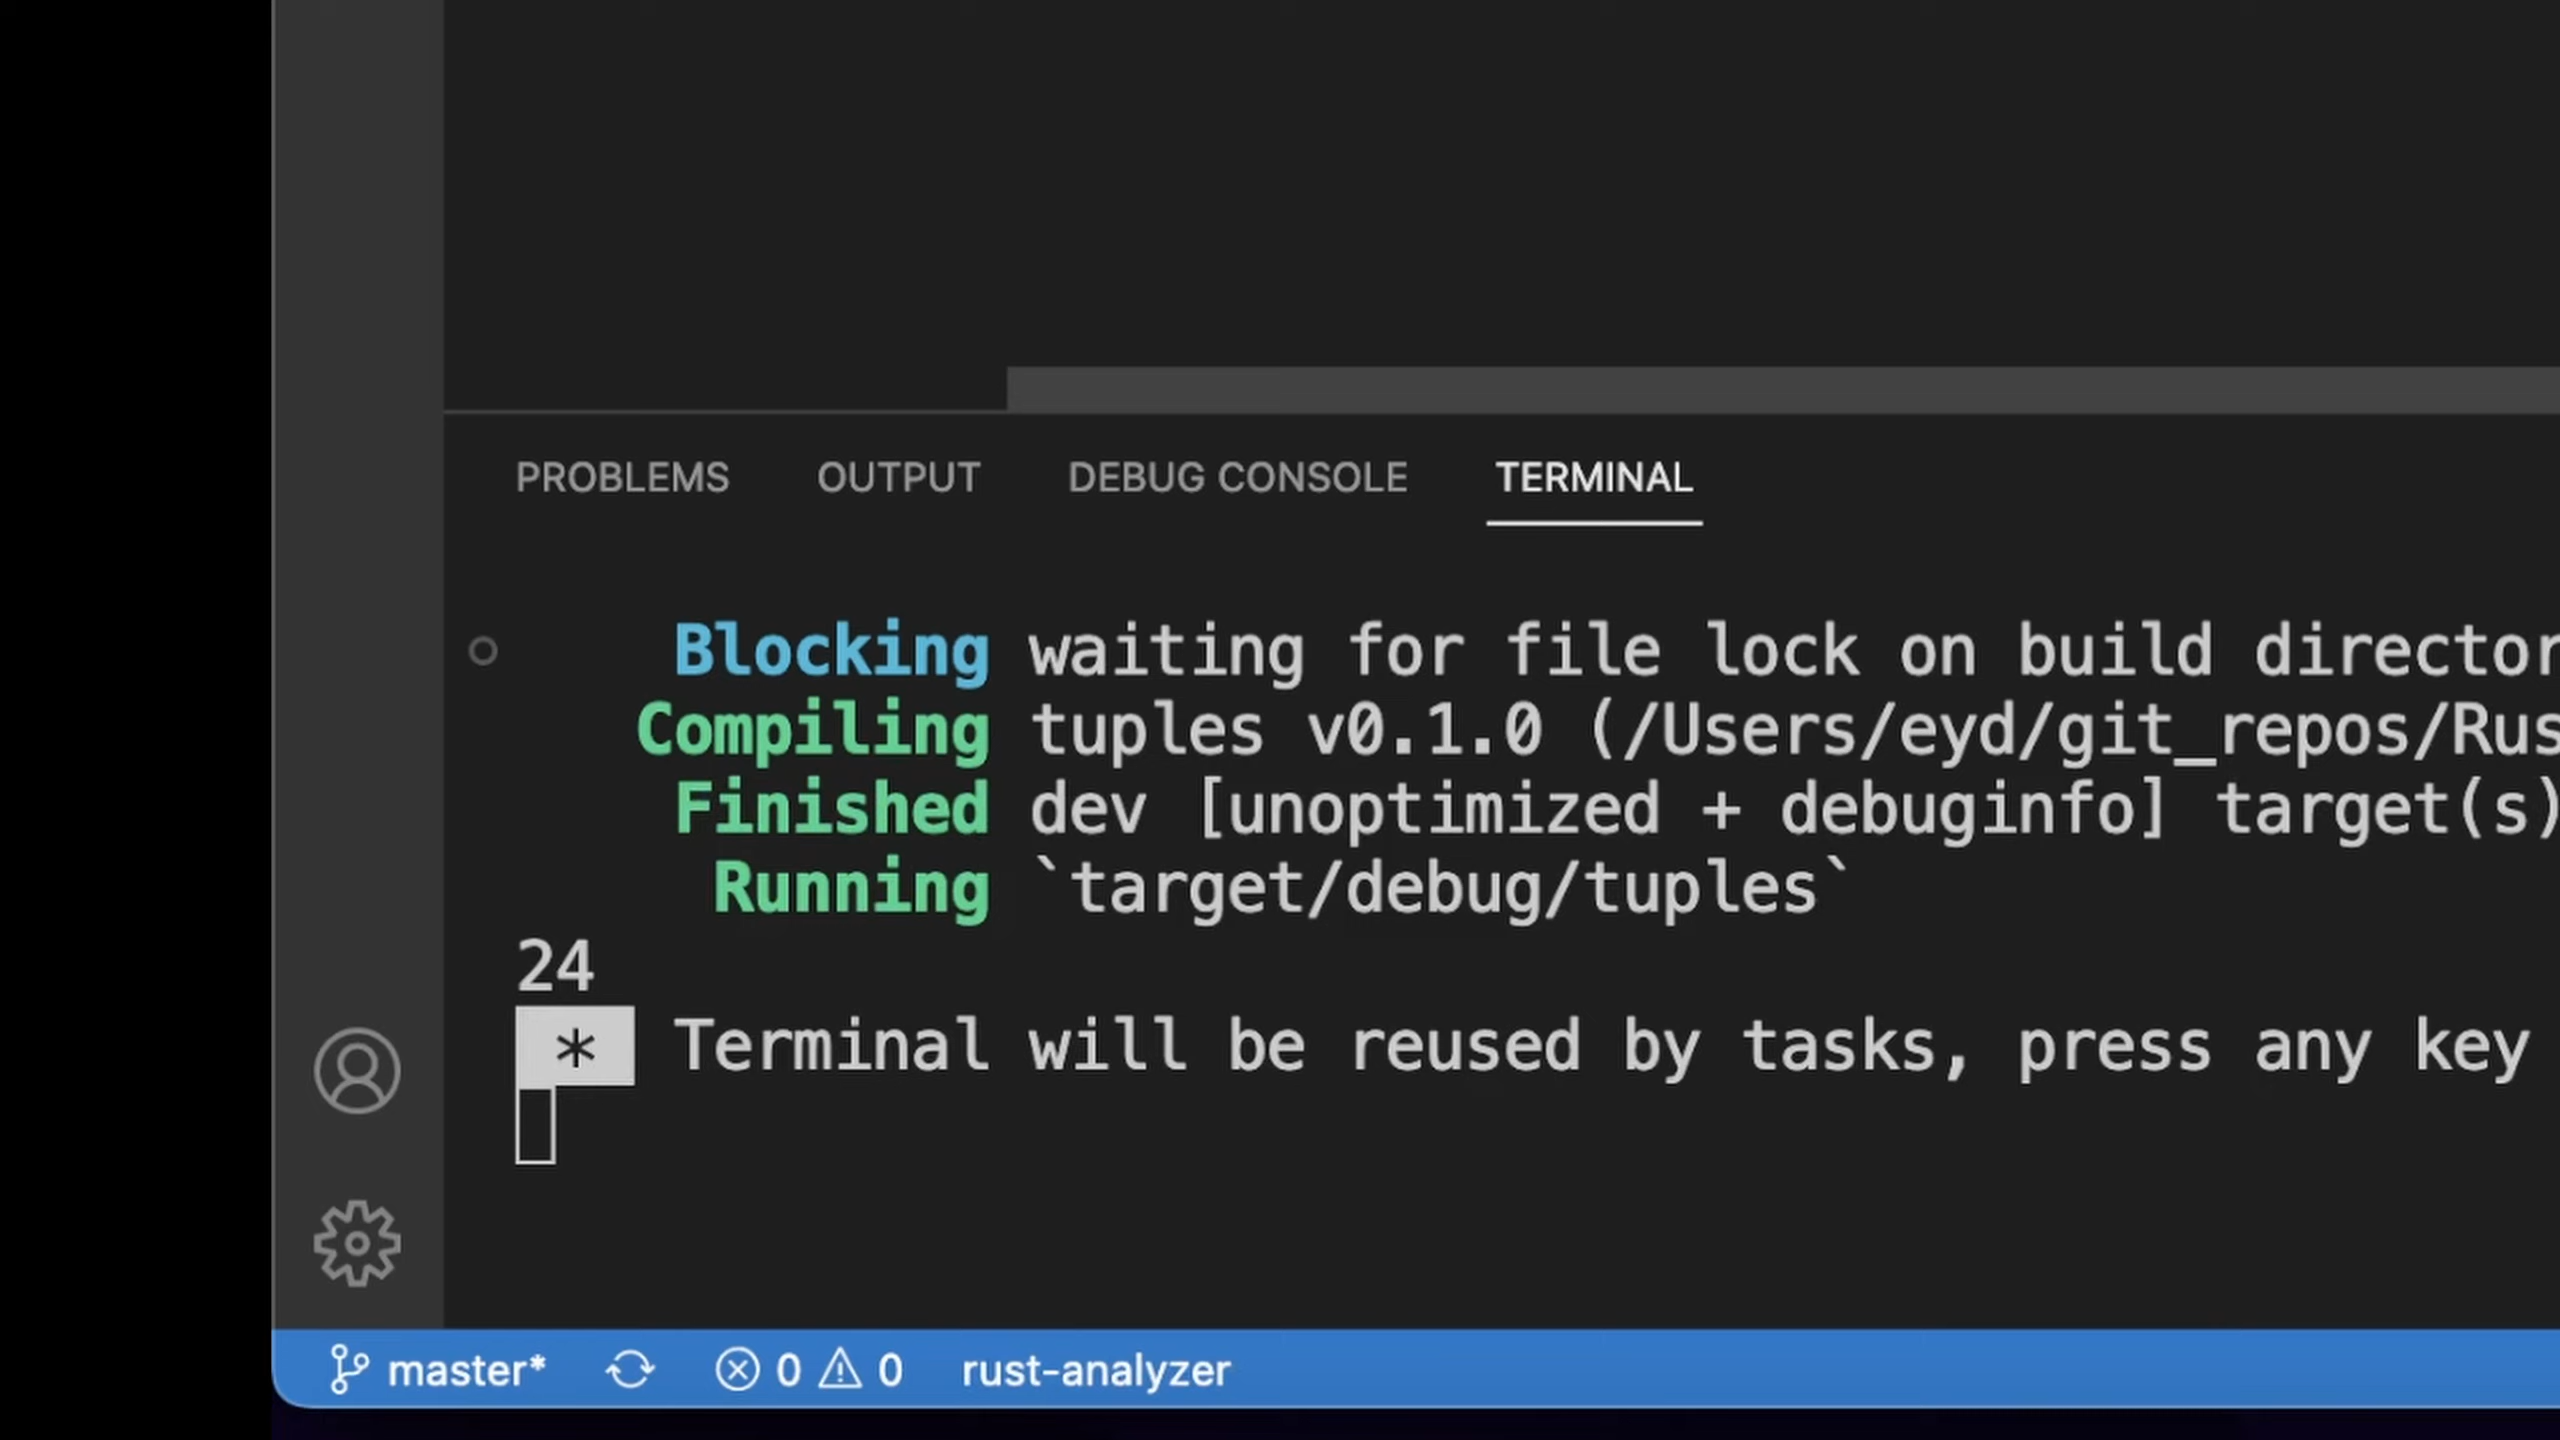 PROBLEMS OUTPUT DEBUG CONSOLE TERMINAL
Blocking waiting for file lock on build director
Compiling tuples v0.1.0 (/Users/eyd/git_repos/Rus
Finished dev [unoptimized + debuginfo] target(s)
Running `target/debug/tuples`
24
* Terminal will be reused by tasks, press any key
master* 0 0 rust-analyzer